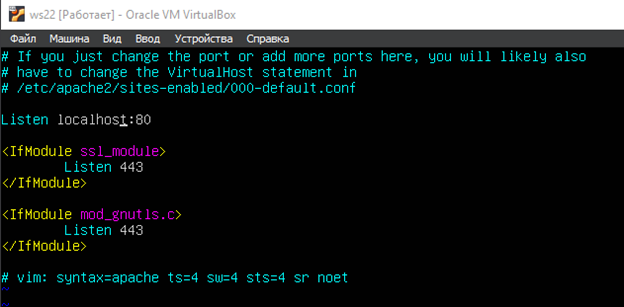 ws22 [Работает] - Oracle VM VirtualBox
Файл Машина Вид Ввод Устройства Справка
# If you just change the port or add more ports here, you will likely also
# have to change the VirtualHost statement in
# /etc/apache2/sites-enabled/000-default.conf
Listen localhost:80
<IfModule ssl_module>
        Listen 443
</IfModule>
<IfModule mod_gnutls.c>
        Listen 443
</IfModule>
# vim: syntax=apache ts=4 sw=4 sts=4 sr noet
~
~